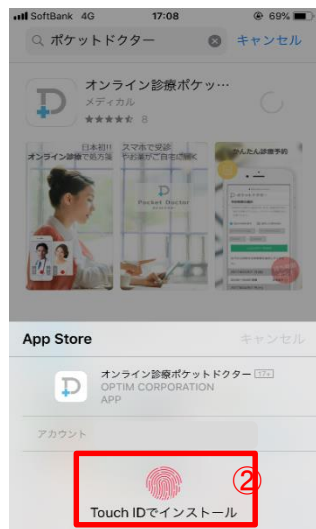 SoftBank 4G 17:08 69%
ポケットドクター キャンセル
オンライン診療ポケッ…
メディカル
★★★★★ 8
日本初!!
オンライン診療で処方箋
スマホで受診
やお薬がご自宅に届く
かんたん診療予約
Pocket Doctor
App Store キャンセル
オンライン診療ポケットドクター 17+
OPTIM CORPORATION
APP
アカウント
②
Touch IDでインストール